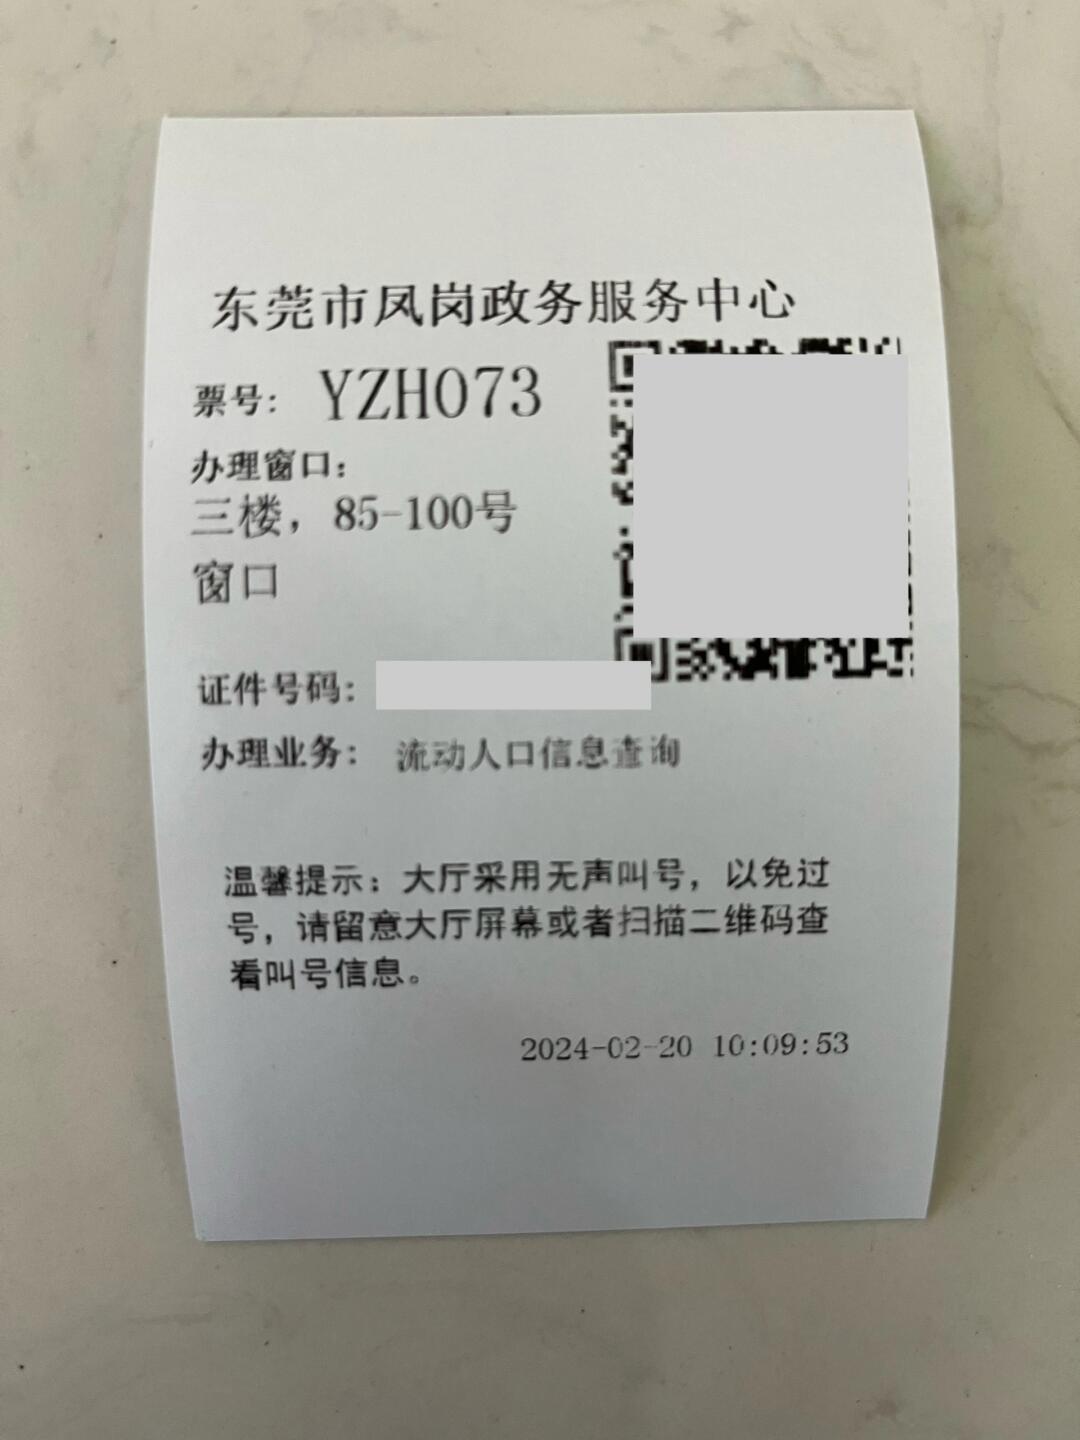 东莞市凤岗政务服务中心
票号: YZH073
办理窗口:
三楼，85-100号
窗口
证件号码:
办理业务: 流动人口信息查询
温馨提示: 大厅采用无声叫号，以免过
号，请留意大厅屏幕或者扫描二维码查
看叫号信息。
2024-02-20 10:09:53